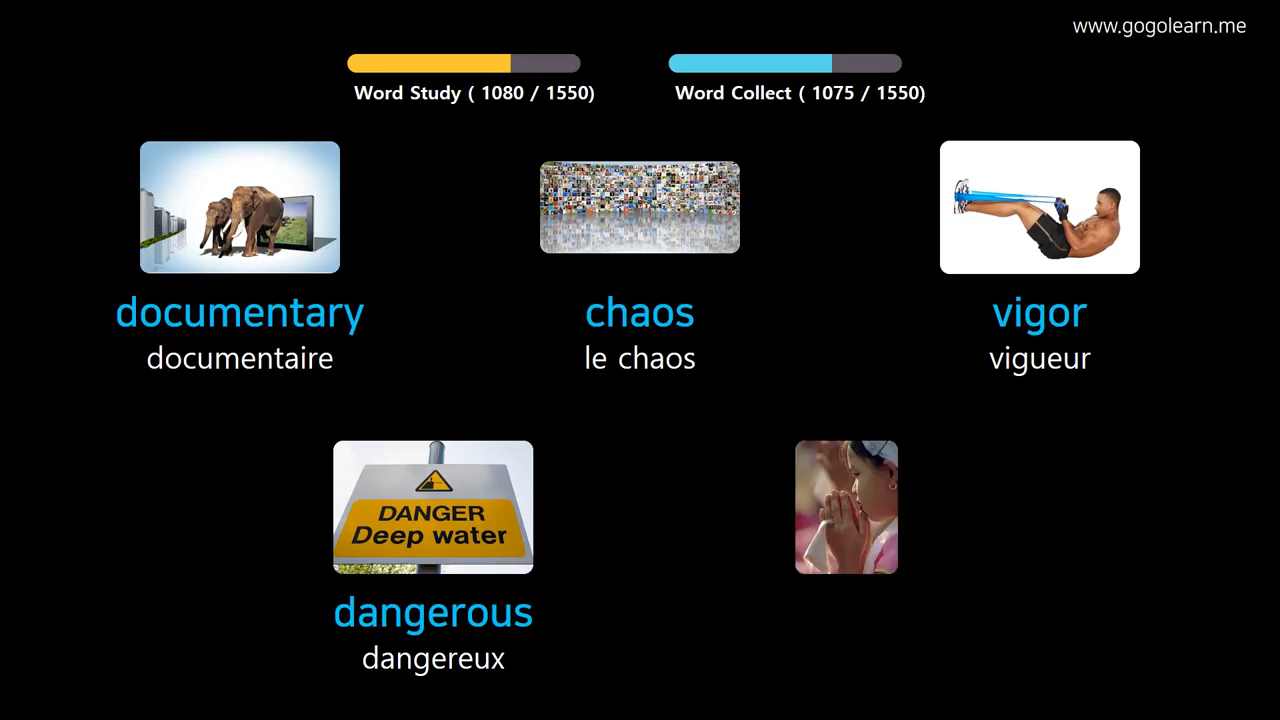 www.gogolearn.me
Word Study ( 1080 / 1550)
Word Collect ( 1075 / 1550)
documentary
documentaire
chaos
le chaos
vigor
vigueur
DANGER
Deep water
dangerous
dangereux